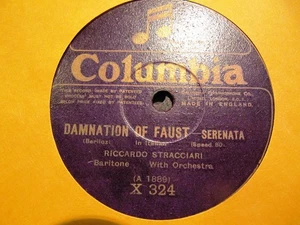 Columbia
MADE IN ENGLAND
DAMNATION OF FAUST — SERENATA
(Berlioz) In Italian (Speed 80)
RICCARDO STRACCIARI
Baritone With Orchestra
(A 1889)
X 324